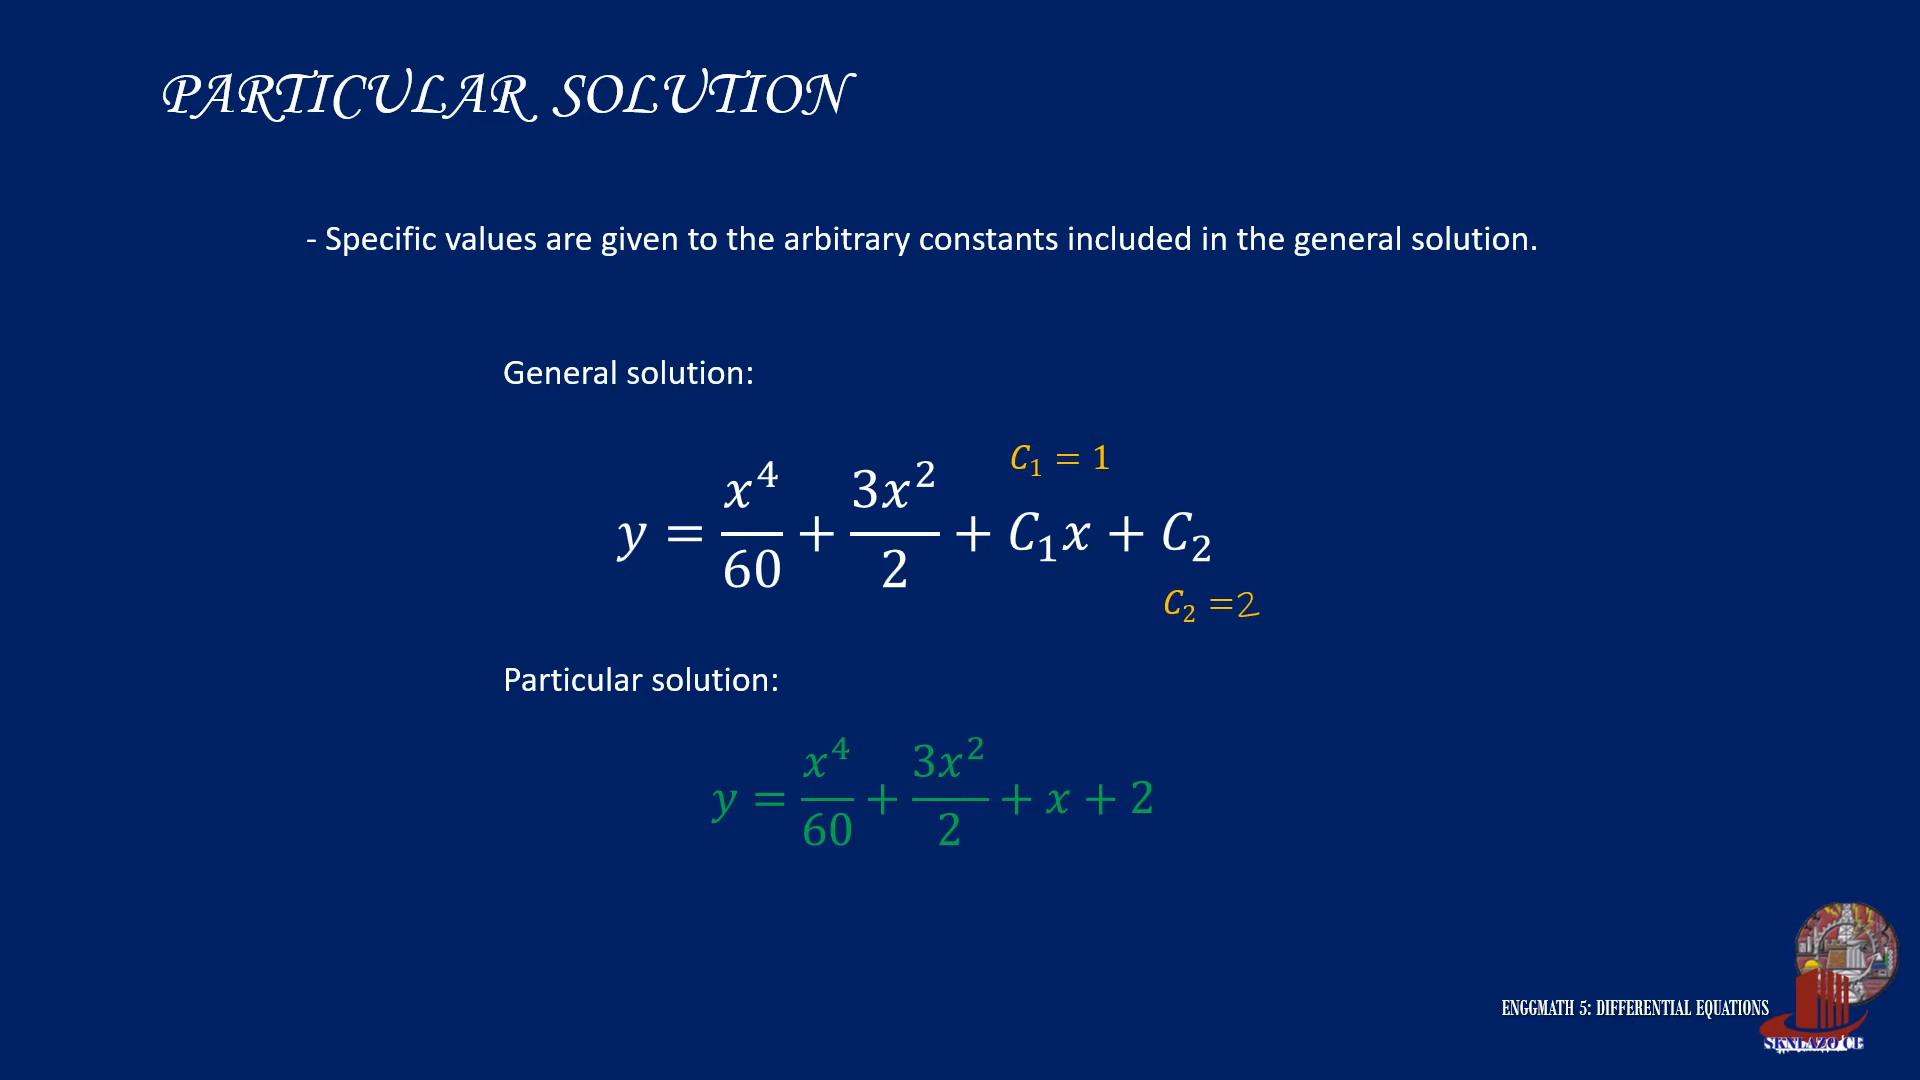 PARTICULAR SOLUTION
- Specific values are given to the arbitrary constants included in the general solution.
General solution:
C₁ = 1
y = x⁴/60 + 3x²/2 + C₁x + C₂
C₂ = 2
Particular solution:
y = x⁴/60 + 3x²/2 + x + 2
ENGGMATH 5: DIFFERENTIAL EQUATIONS